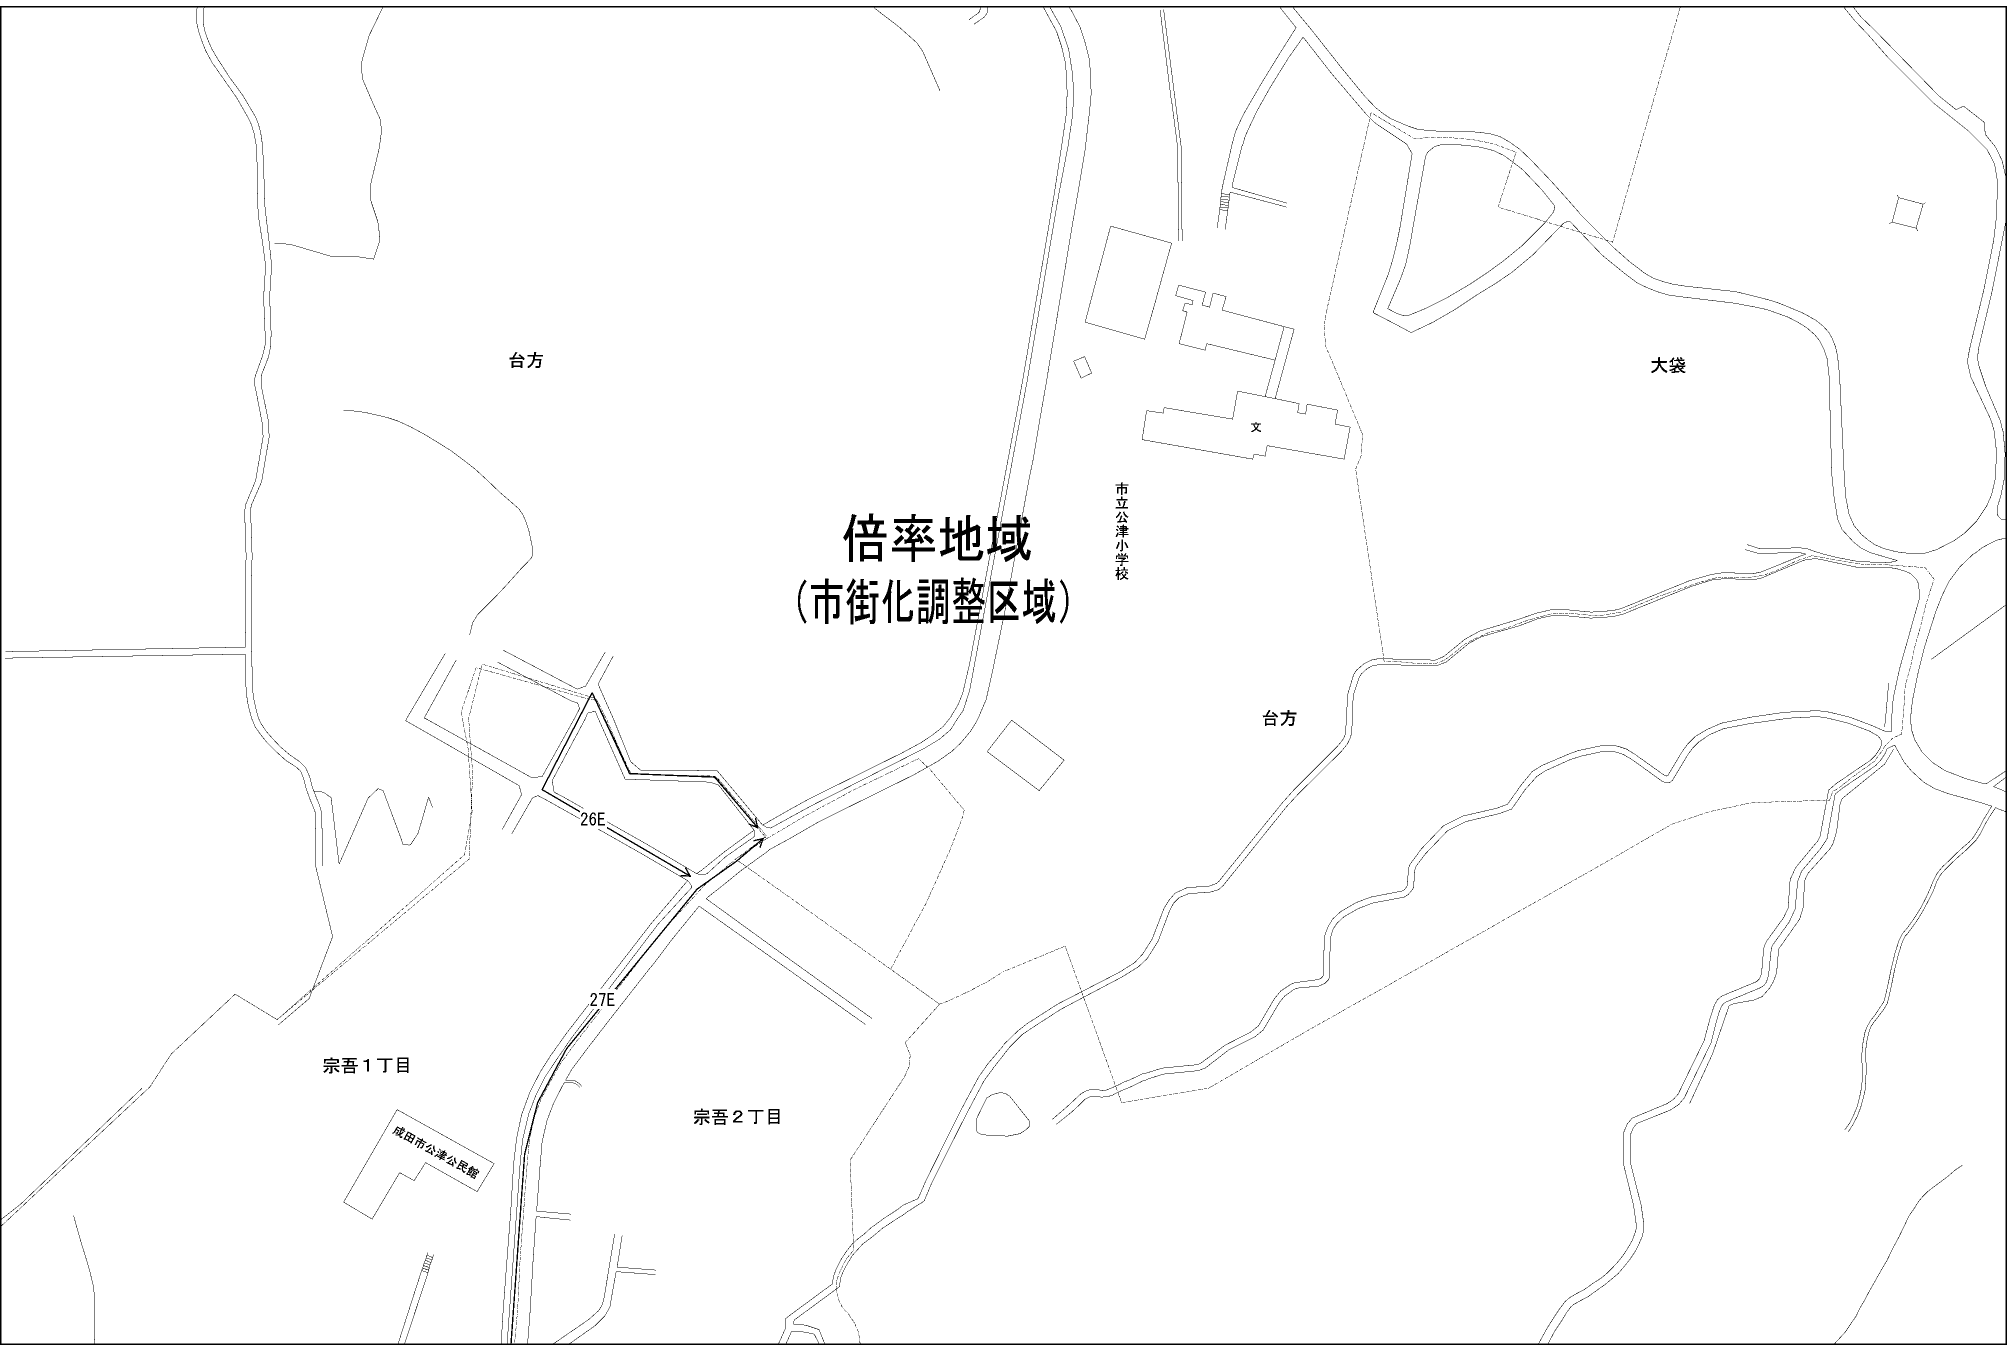 台方
大袋
文
市立公津小学校
倍率地域
（市街化調整区域）
台方
26E
27E
宗吾１丁目
宗吾２丁目
成田市公津公民館